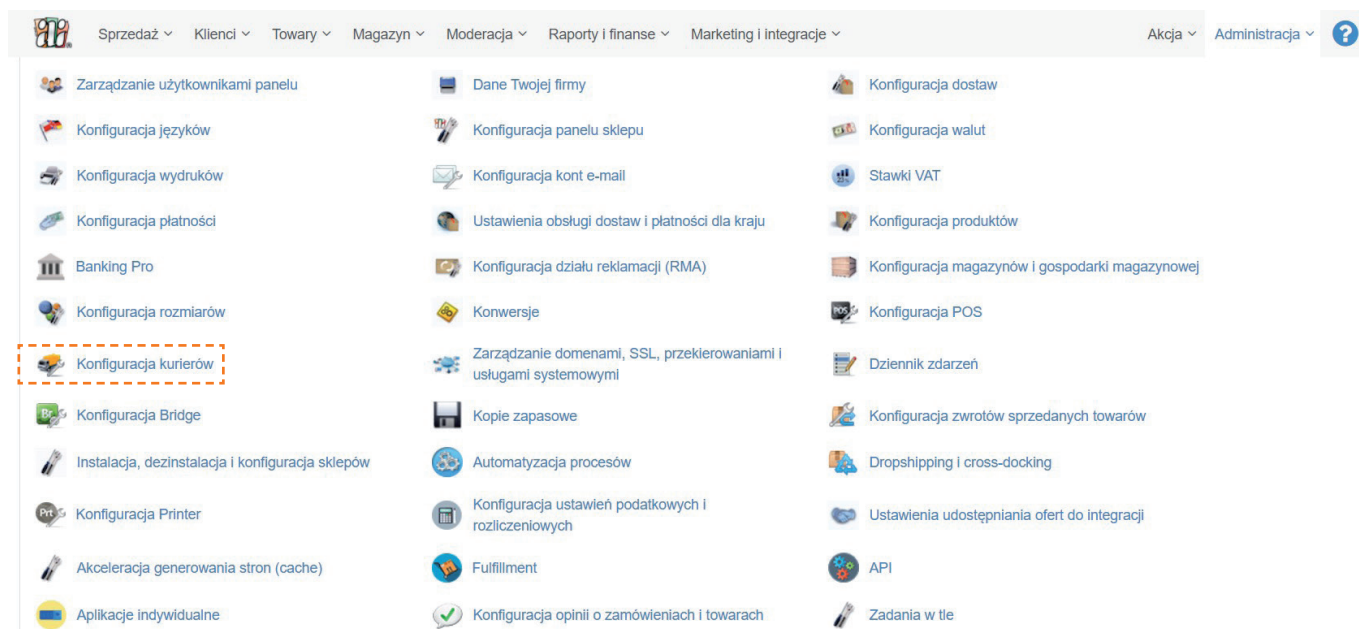 Sprzedaż Klienci Towary Magazyn Moderacja Raporty i finanse Marketing i integracje Akcja Administracja ?
Zarządzanie użytkownikami panelu
Dane Twojej firmy
Konfiguracja dostaw
Konfiguracja języków
Konfiguracja panelu sklepu
Konfiguracja walut
Konfiguracja wydruków
Konfiguracja kont e-mail
Stawki VAT
Konfiguracja płatności
Ustawienia obsługi dostaw i płatności dla kraju
Konfiguracja produktów
Banking Pro
Konfiguracja działu reklamacji (RMA)
Konfiguracja magazynów i gospodarki magazynowej
Konfiguracja rozmiarów
Konwersje
POS
Konfiguracja POS
Konfiguracja kurierów
Zarządzanie domenami, SSL, przekierowaniami i
usługami systemowymi
Dziennik zdarzeń
Br
Konfiguracja Bridge
Kopie zapasowe
Konfiguracja zwrotów sprzedanych towarów
Instalacja, dezinstalacja i konfiguracja sklepów
Automatyzacja procesów
Dropshipping i cross-docking
Prt
Konfiguracja Printer
Konfiguracja ustawień podatkowych i
rozliczeniowych
Ustawienia udostępniania ofert do integracji
Akceleracja generowania stron (cache)
Fulfillment
API
Aplikacje indywidualne
Konfiguracja opinii o zamówieniach i towarach
Zadania w tle